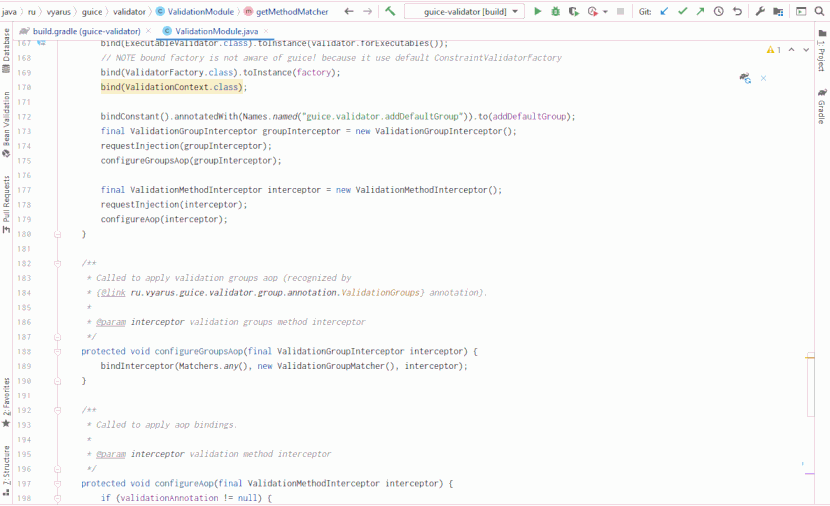 java › ru › vyarus › guice › validator › ValidationModule › getMethodMatcher
guice-validator [build]
Git:
build.gradle (guice-validator)
ValidationModule.java
1
Database
Bean Validation
Pull Requests
2: Favorites
7: Structure
1: Project
Gradle
167 bind(ExecutableValidator.class).toInstance(validator.forExecutables());
168 // NOTE bound factory is not aware of guice! because it use default ConstraintValidatorFactory
169 bind(ValidatorFactory.class).toInstance(factory);
170 bind(ValidationContext.class);
171
172 bindConstant().annotatedWith(Names.named("guice.validator.addDefaultGroup")).to(addDefaultGroup);
173 final ValidationGroupInterceptor groupInterceptor = new ValidationGroupInterceptor();
174 requestInjection(groupInterceptor);
175 configureGroupsAop(groupInterceptor);
176
177 final ValidationMethodInterceptor interceptor = new ValidationMethodInterceptor();
178 requestInjection(interceptor);
179 configureAop(interceptor);
180 }
181
182 /**
183 * Called to apply validation groups aop (recognized by
184 * {@link ru.vyarus.guice.validator.group.annotation.ValidationGroups} annotation).
185 *
186 * @param interceptor validation groups method interceptor
187 */
188 protected void configureGroupsAop(final ValidationGroupInterceptor interceptor) {
189 bindInterceptor(Matchers.any(), new ValidationGroupMatcher(), interceptor);
190 }
191
192 /**
193 * Called to apply aop bindings.
194 *
195 * @param interceptor validation method interceptor
196 */
197 protected void configureAop(final ValidationMethodInterceptor interceptor) {
198 if (validationAnnotation != null) {